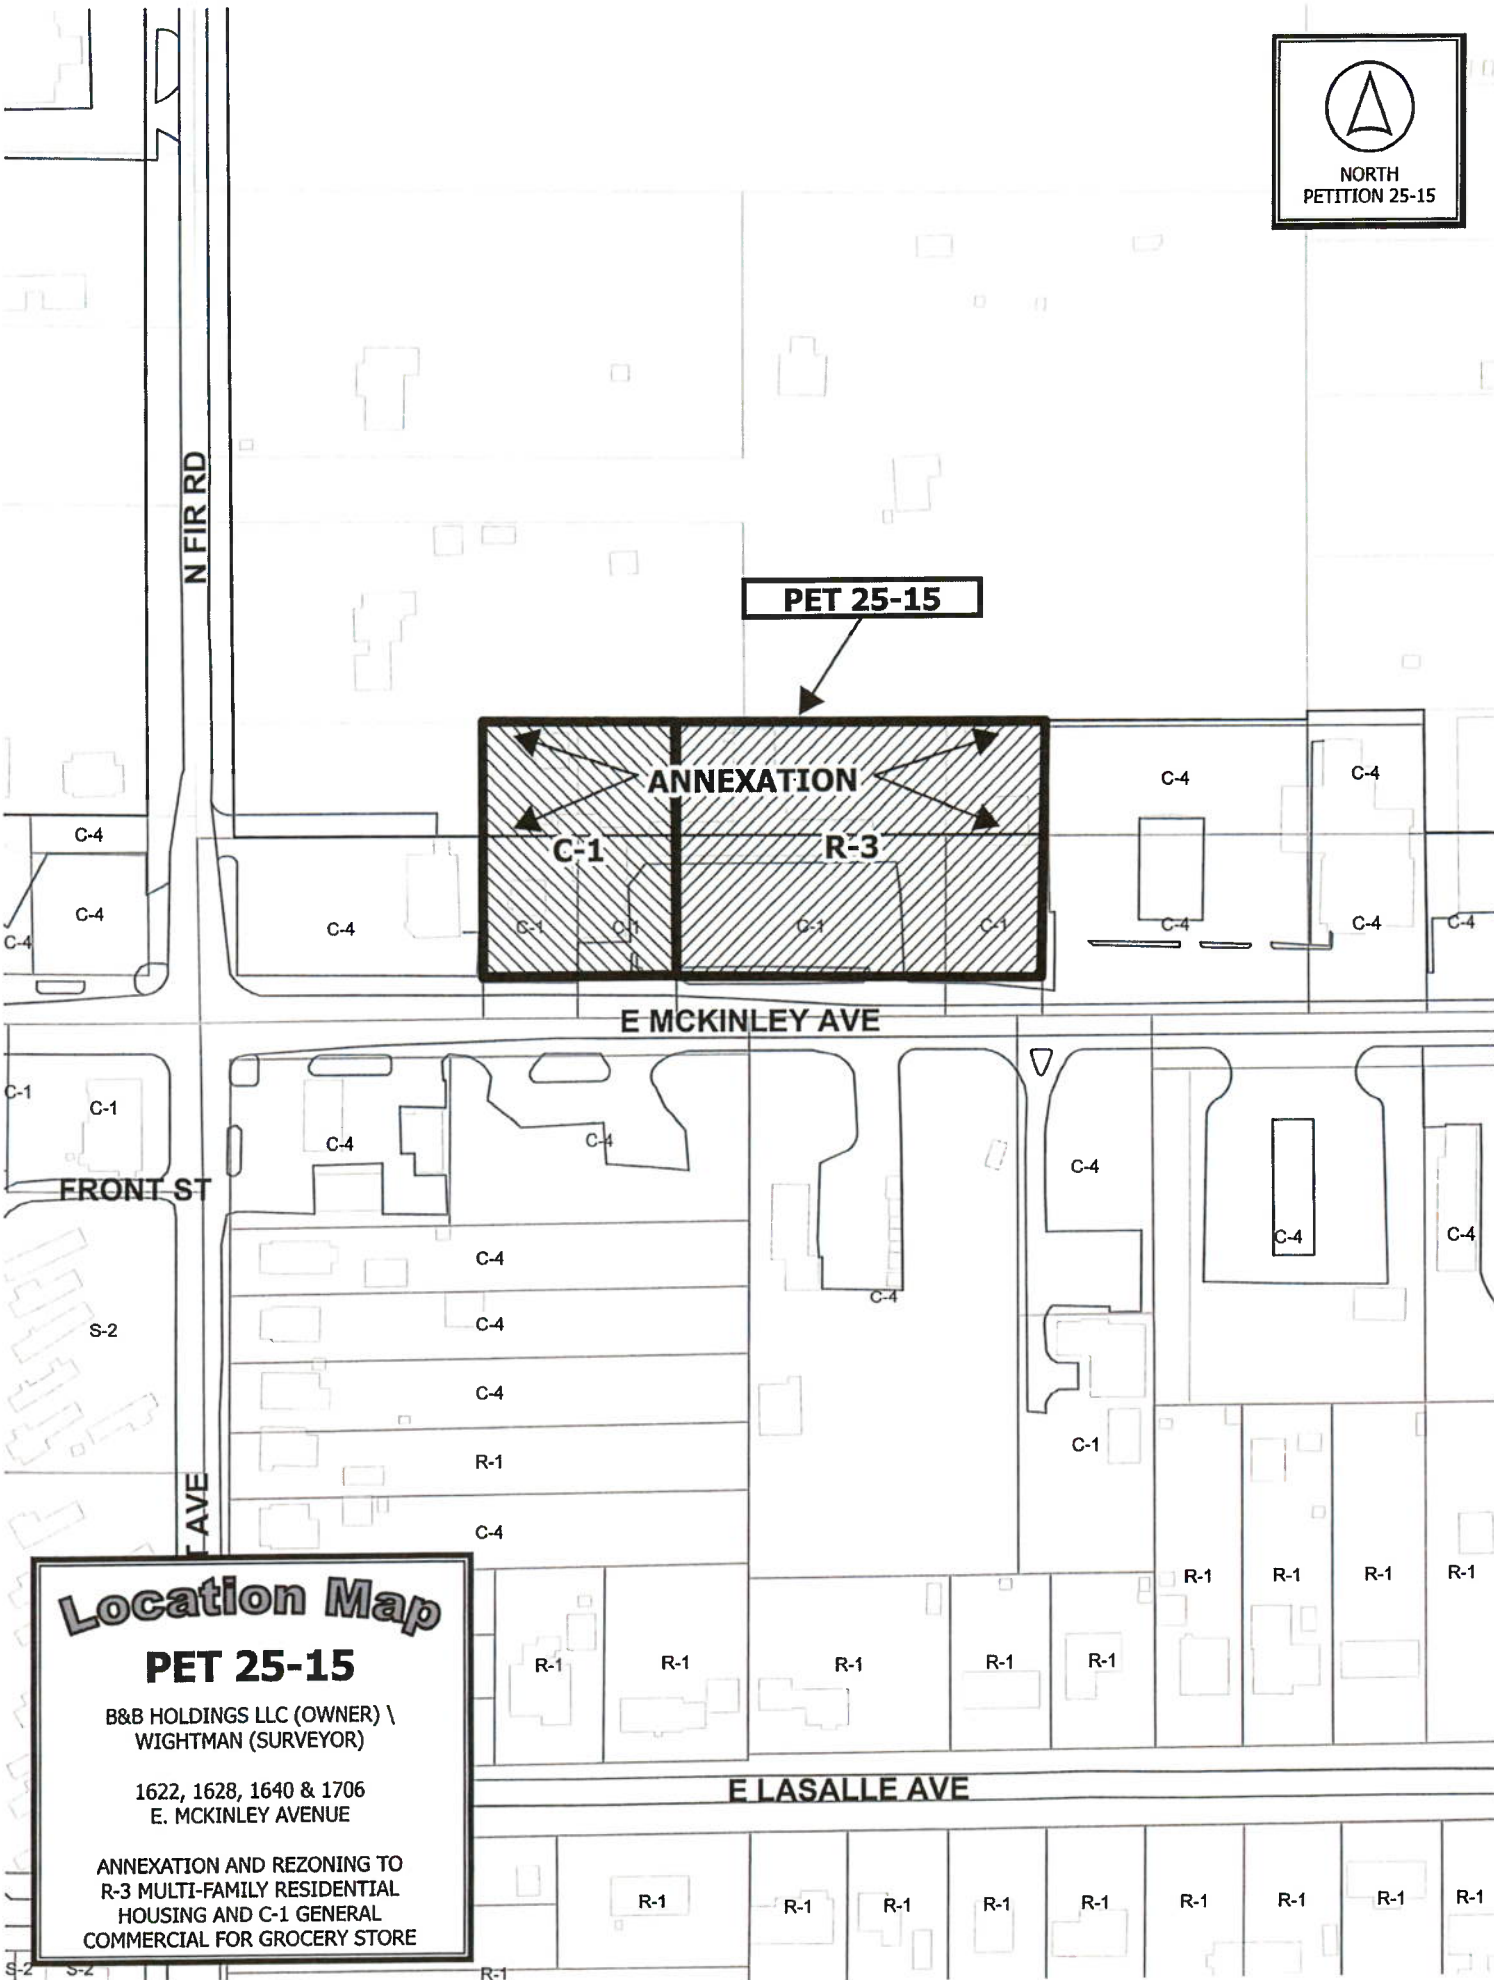 NORTH
PETITION 25-15
N FIR RD
PET 25-15
ANNEXATION
C-1
R-3
C-4
C-4
C-4
C-4
C-4
C-4
C-1
C-1
C-1
C-1
C-4
C-4
C-4
C-4
E MCKINLEY AVE
C-1
C-1
C-4
C-4
C-4
FRONT ST
C-4
C-4
C-4
C-4
C-4
S-2
C-4
R-1
C-1
C-4
R-1
R-1
R-1
R-1
R-1
R-1
R-1
R-1
R-1
E LASALLE AVE
R-1
R-1
R-1
R-1
R-1
R-1
R-1
R-1
R-1
R-1
S-2
S-2
T AVE
Location Map
PET 25-15
B&B HOLDINGS LLC (OWNER) \
WIGHTMAN (SURVEYOR)
1622, 1628, 1640 & 1706
E. MCKINLEY AVENUE
ANNEXATION AND REZONING TO
R-3 MULTI-FAMILY RESIDENTIAL
HOUSING AND C-1 GENERAL
COMMERCIAL FOR GROCERY STORE